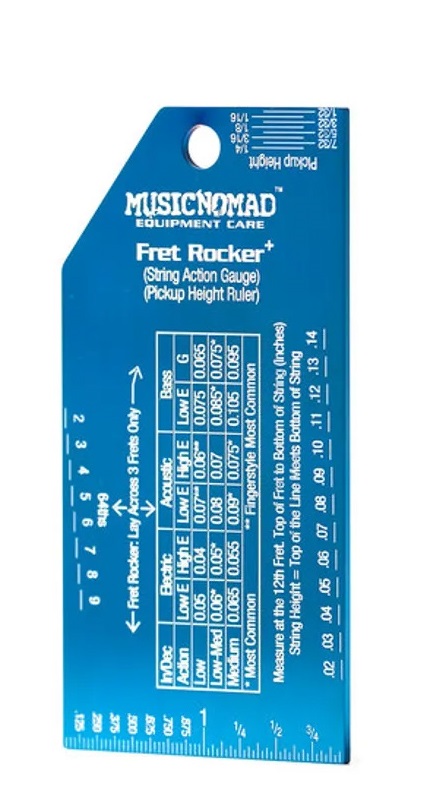 7/32
5/32
3/32
1/16
1/8
3/16
1/4
Pickup Height
MUSICNOMAD™
EQUIPMENT CARE
Fret Rocker+
(String Action Gauge)
(Pickup Height Ruler)
In/Dec Electric Acoustic Bass
Action Low E High E Low E High E Low E G
Low 0.05 0.04 0.07** 0.06** 0.075 0.065
Low-Med 0.06* 0.05* 0.08 0.07 0.085* 0.075*
Medium 0.065 0.055 0.09* 0.075* 0.105 0.095
* Most Common ** Fingerstyle Most Common
Measure at the 12th Fret. Top of Fret to Bottom of String (inches)
String Height = Top of the Line Meets Bottom of String
.02 .03 .04 .05 .06 .07 .08 .09 .10 .11 .12 .13 .14
← Fret Rocker: Lay Across 3 Frets Only →
64ths
2 3 4 5 6 7 8 9
.125 .250 .375 .500 .625 .750 .875 1 1/4 1/2 3/4